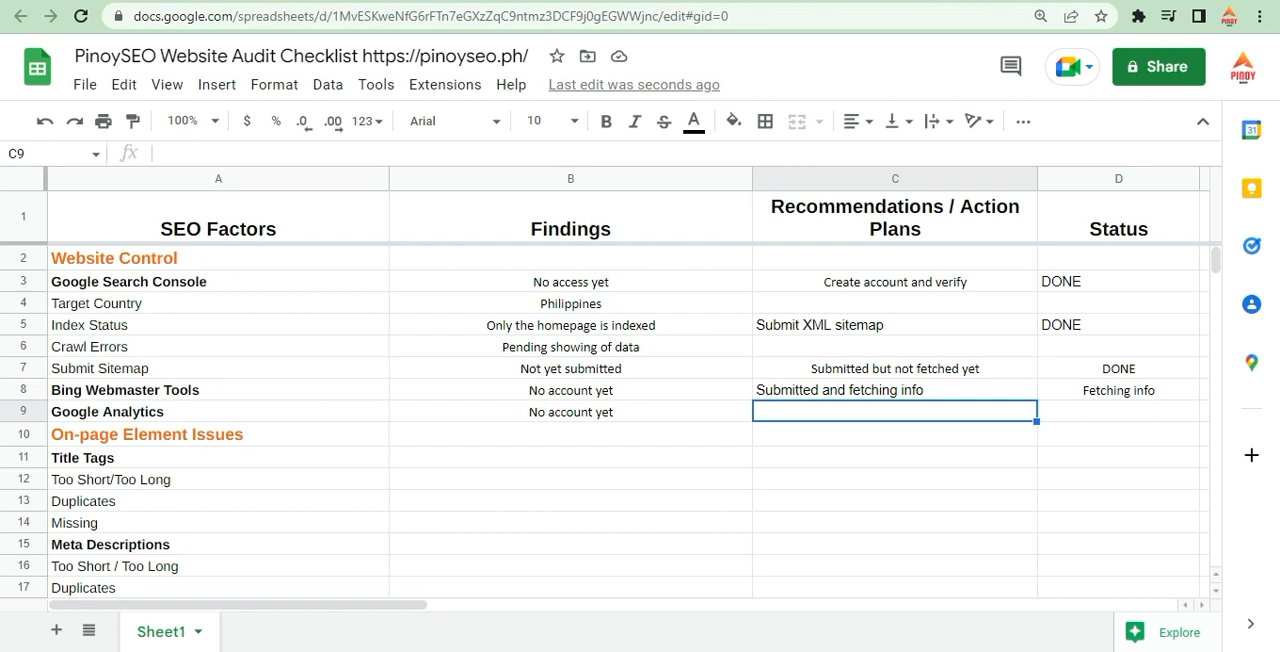 docs.google.com/spreadsheets/d/1MvESKweNfG6rFTn7eGXzZqC9ntmz3DCF9j0gEGWWjnc/edit#gid=0
PINOY
PinoySEO Website Audit Checklist https://pinoyseo.ph/
File Edit View Insert Format Data Tools Extensions Help Last edit was seconds ago
Share
PINOY
100% $ % .0 .00 123 Arial 10 B I S A
31
C9 fx
A B C D
1 SEO Factors Findings Recommendations / Action Plans Status
2 Website Control
3 Google Search Console No access yet Create account and verify DONE
4 Target Country Philippines
5 Index Status Only the homepage is indexed Submit XML sitemap DONE
6 Crawl Errors Pending showing of data
7 Submit Sitemap Not yet submitted Submitted but not fetched yet DONE
8 Bing Webmaster Tools No account yet Submitted and fetching info Fetching info
9 Google Analytics No account yet
10 On-page Element Issues
11 Title Tags
12 Too Short/Too Long
13 Duplicates
14 Missing
15 Meta Descriptions
16 Too Short / Too Long
17 Duplicates
Sheet1
Explore